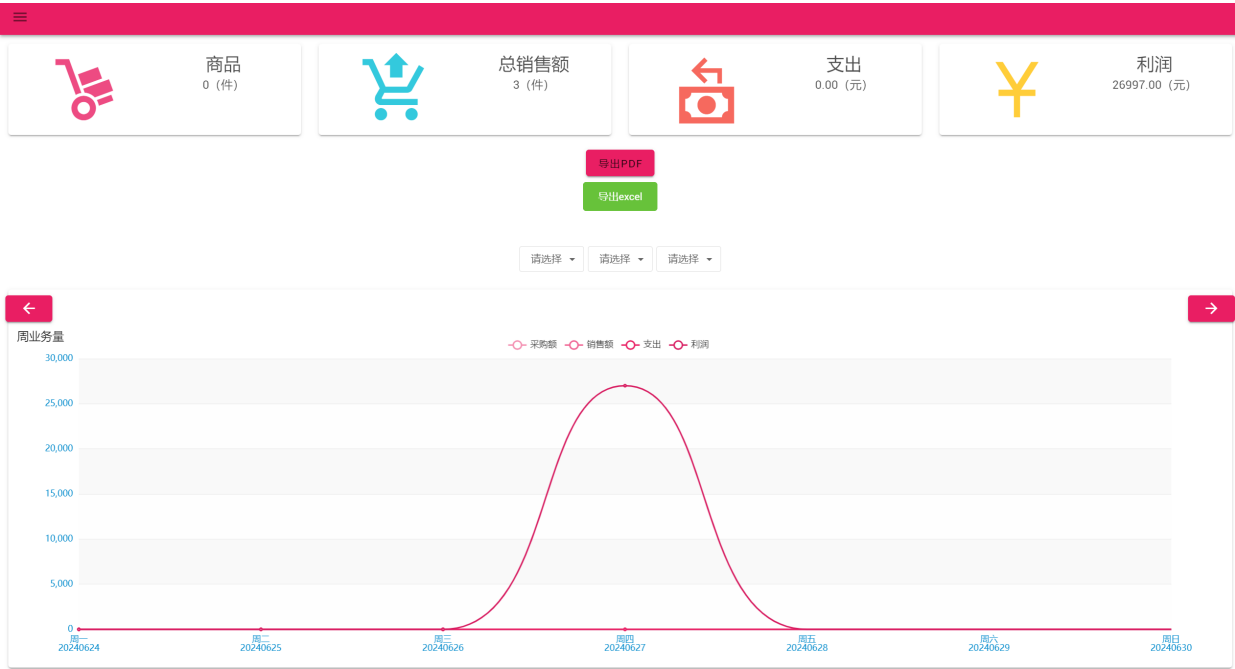 商品
0（件）
总销售额
3（件）
支出
0.00（元）
利润
26997.00（元）
导出PDF
导出excel
请选择 请选择 请选择
周业务量
采购额 销售额 支出 利润
30,000
25,000
20,000
15,000
10,000
5,000
0
周一 周二 周三 周四 周五 周六 周日
20240624 20240625 20240626 20240627 20240628 20240629 20240630